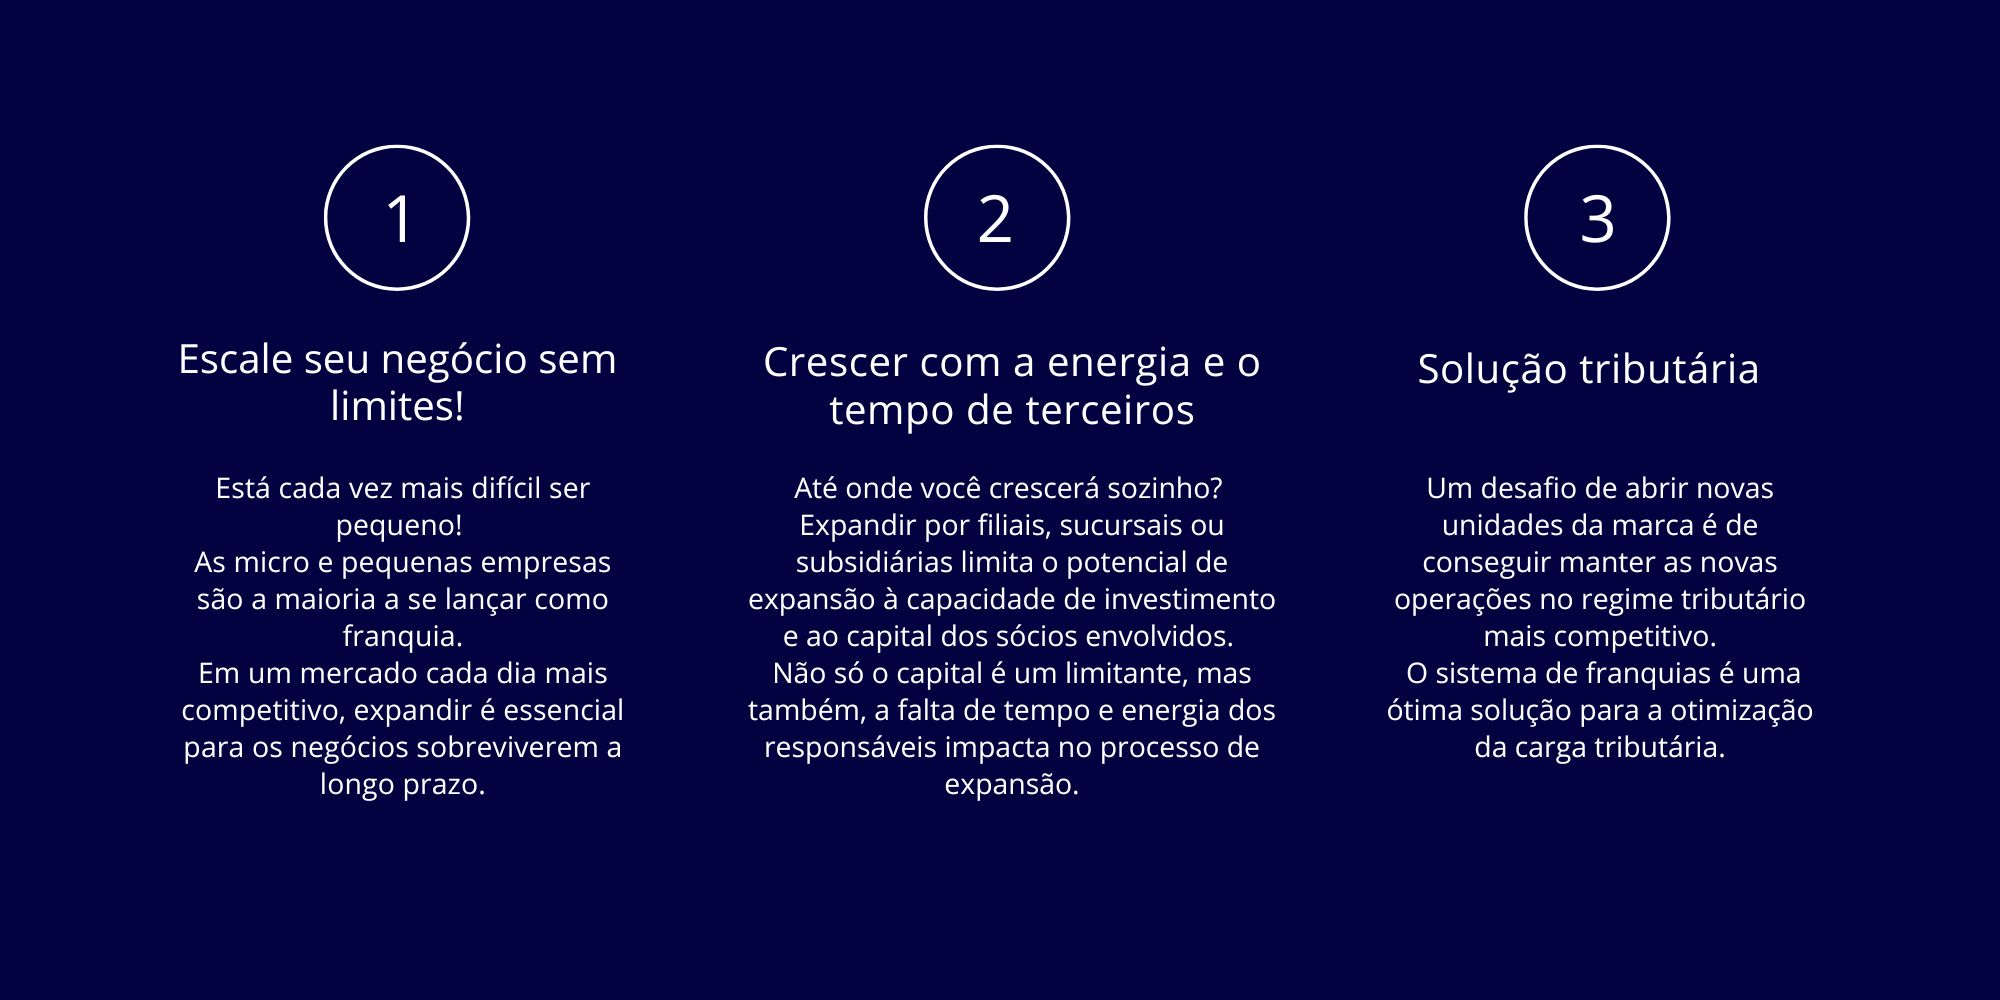 1
Escale seu negócio sem
limites!
Está cada vez mais difícil ser
pequeno!
As micro e pequenas empresas
são a maioria a se lançar como
franquia.
Em um mercado cada dia mais
competitivo, expandir é essencial
para os negócios sobreviverem a
longo prazo.
2
Crescer com a energia e o
tempo de terceiros
Até onde você crescerá sozinho?
Expandir por filiais, sucursais ou
subsidiárias limita o potencial de
expansão à capacidade de investimento
e ao capital dos sócios envolvidos.
Não só o capital é um limitante, mas
também, a falta de tempo e energia dos
responsáveis impacta no processo de
expansão.
3
Solução tributária
Um desafio de abrir novas
unidades da marca é de
conseguir manter as novas
operações no regime tributário
mais competitivo.
O sistema de franquias é uma
ótima solução para a otimização
da carga tributária.